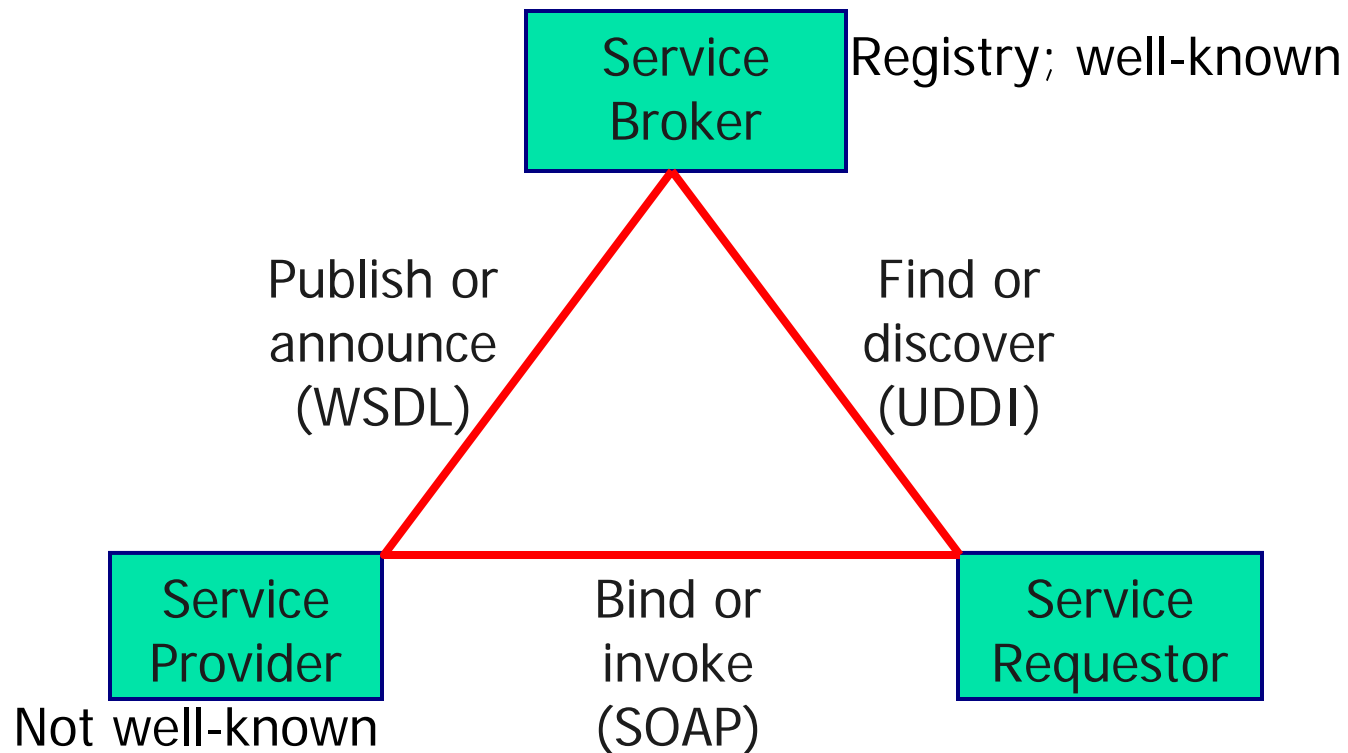 Service
Broker
Registry; well-known
Publish or
announce
(WSDL)
Find or
discover
(UDDI)
Service
Provider
Not well-known
Bind or
invoke
(SOAP)
Service
Requestor